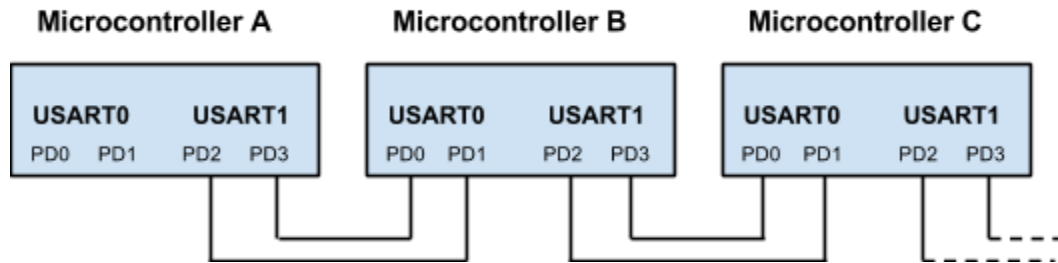 Microcontroller A Microcontroller B Microcontroller C
USART0 USART1 USART0 USART1 USART0 USART1
PD0 PD1 PD2 PD3 PD0 PD1 PD2 PD3 PD0 PD1 PD2 PD3